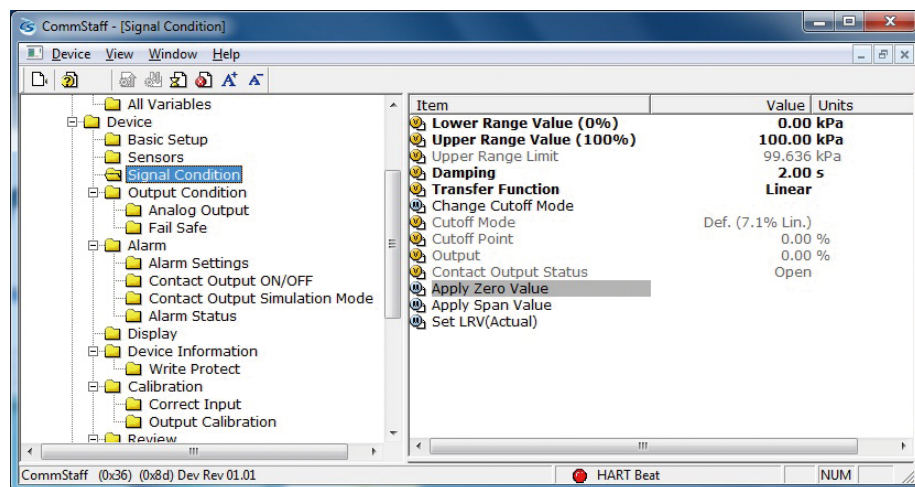 CommStaff - [Signal Condition]
Device View Window Help
All Variables
Device
Basic Setup
Sensors
Signal Condition
Output Condition
Analog Output
Fail Safe
Alarm
Alarm Settings
Contact Output ON/OFF
Contact Output Simulation Mode
Alarm Status
Display
Device Information
Write Protect
Calibration
Correct Input
Output Calibration
Review
Item Value Units
Lower Range Value (0%) 0.00 kPa
Upper Range Value (100%) 100.00 kPa
Upper Range Limit 99.636 kPa
Damping 2.00 s
Transfer Function Linear
Change Cutoff Mode
Cutoff Mode Def. (7.1% Lin.)
Cutoff Point 0.00 %
Output 0.00 %
Contact Output Status Open
Apply Zero Value
Apply Span Value
Set LRV(Actual)
CommStaff (0x36) (0x8d) Dev Rev 01.01 HART Beat NUM